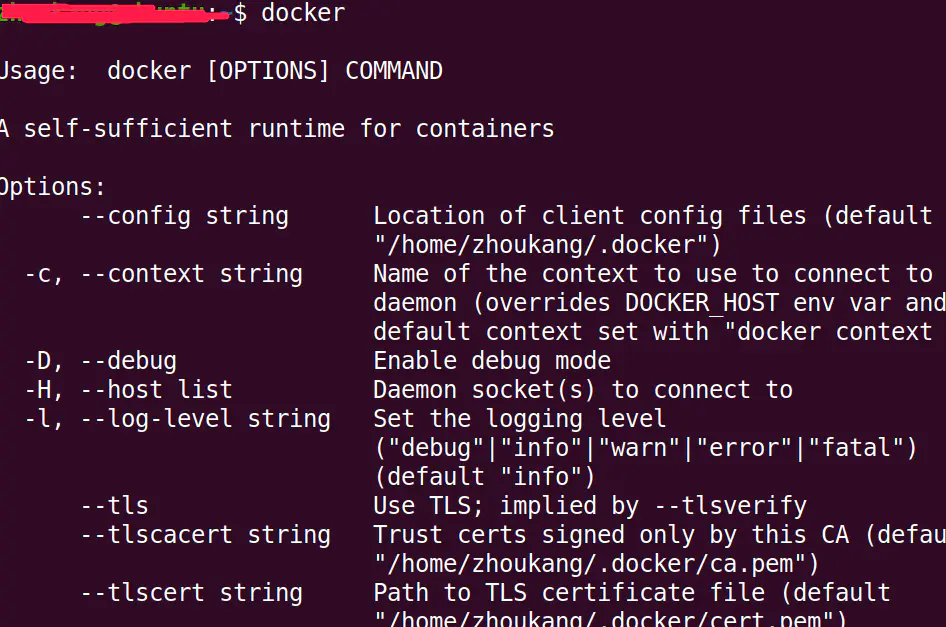 $ docker
Usage:  docker [OPTIONS] COMMAND
A self-sufficient runtime for containers
Options:
--config string      Location of client config files (default
"/home/zhoukang/.docker")
-c, --context string     Name of the context to use to connect to
daemon (overrides DOCKER_HOST env var and
default context set with "docker context
-D, --debug              Enable debug mode
-H, --host list          Daemon socket(s) to connect to
-l, --log-level string   Set the logging level
("debug"|"info"|"warn"|"error"|"fatal")
(default "info")
--tls                Use TLS; implied by --tlsverify
--tlscacert string   Trust certs signed only by this CA (defau
"/home/zhoukang/.docker/ca.pem")
--tlscert string     Path to TLS certificate file (default
"/home/zhoukang/.docker/cert.pem")